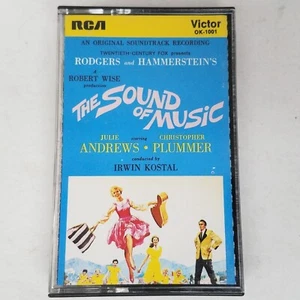 RCA Victor
OK-1001
AN ORIGINAL SOUNDTRACK RECORDING
TWENTIETH CENTURY FOX presents
RODGERS and HAMMERSTEIN'S
A
ROBERT WISE
production
THE SOUND
OF MUSIC
JULIE starring CHRISTOPHER
ANDREWS • PLUMMER
conducted by
IRWIN KOSTAL